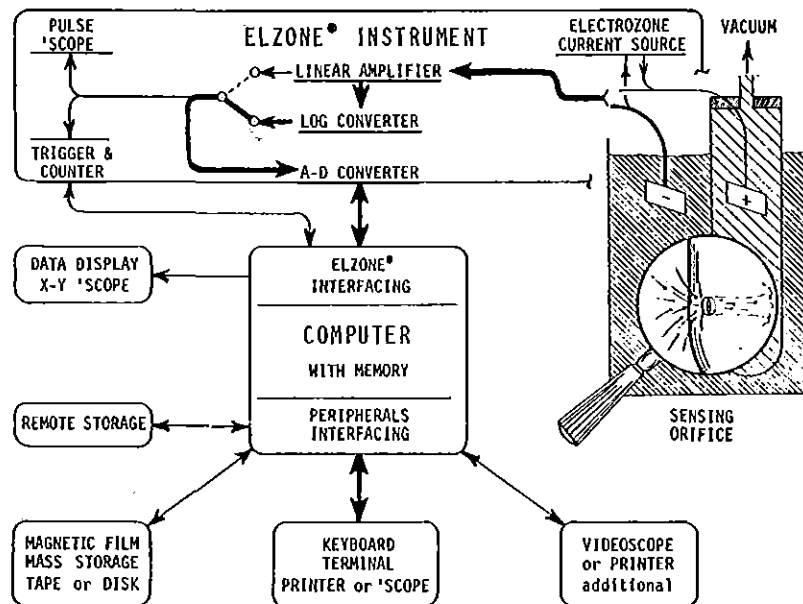 PULSE
'SCOPE
ELZONE® INSTRUMENT
ELECTROZONE
CURRENT SOURCE
VACUUM
LINEAR AMPLIFIER
LOG CONVERTER
TRIGGER &
COUNTER
A-D CONVERTER
-
+
DATA DISPLAY
X-Y 'SCOPE
ELZONE®
INTERFACING
COMPUTER
WITH MEMORY
PERIPHERALS
INTERFACING
REMOTE STORAGE
SENSING
ORIFICE
MAGNETIC FILM
MASS STORAGE
TAPE or DISK
KEYBOARD
TERMINAL
PRINTER or 'SCOPE
VIDEOSCOPE
or PRINTER
additional